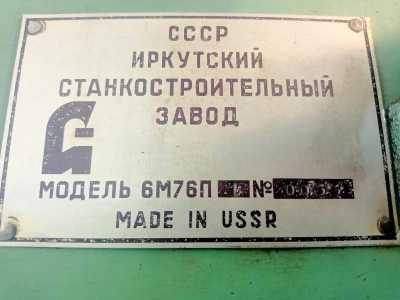 СССР
ИРКУТСКИЙ
СТАНКОСТРОИТЕЛЬНЫЙ
ЗАВОД
МОДЕЛЬ 6М76П №
MADE IN USSR